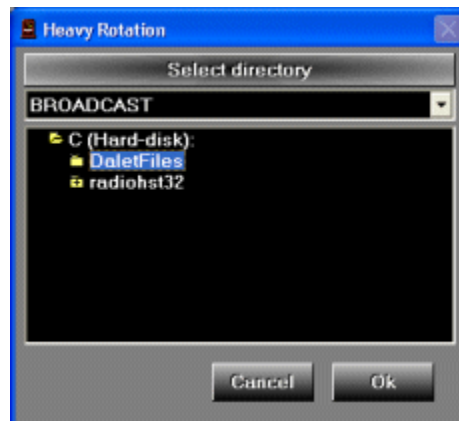 Heavy Rotation
Select directory
BROADCAST
C (Hard-disk):
DaletFiles
radiohst32
Cancel Ok